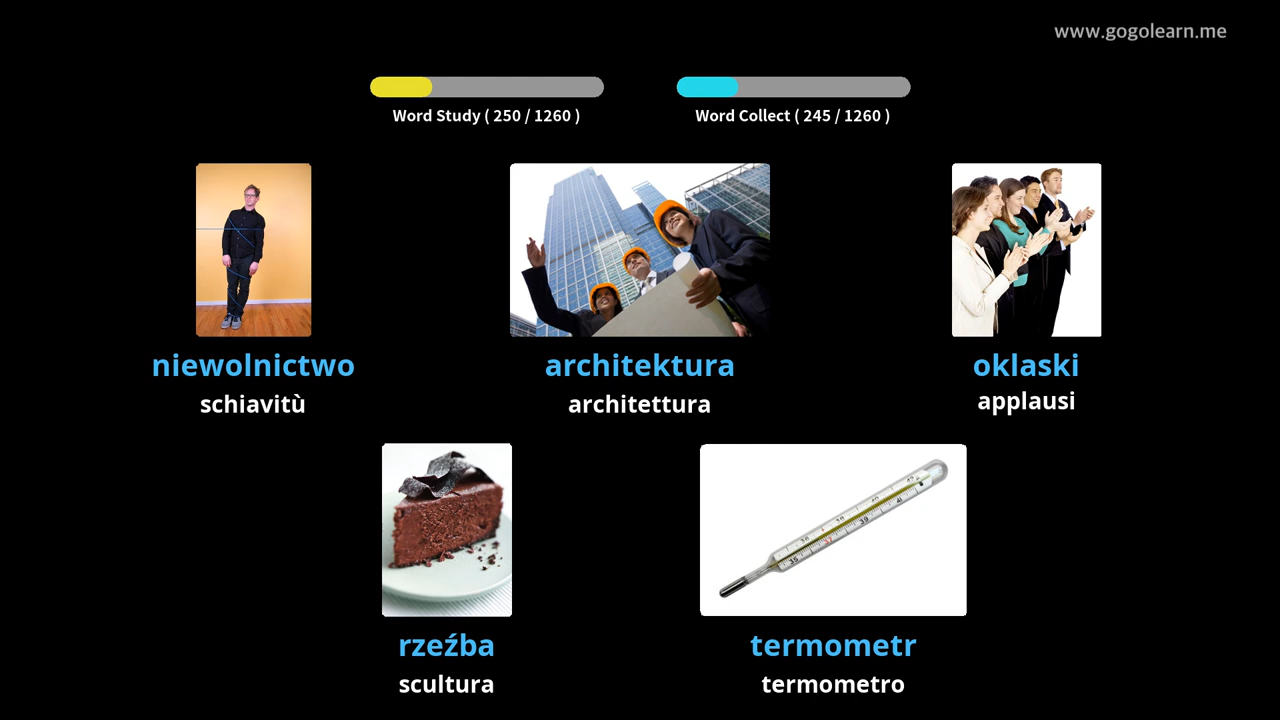 www.gogolearn.me
Word Study ( 250 / 1260 )
Word Collect ( 245 / 1260 )
niewolnictwo
schiavitù
architektura
architettura
oklaski
applausi
rzeźba
scultura
termometr
termometro